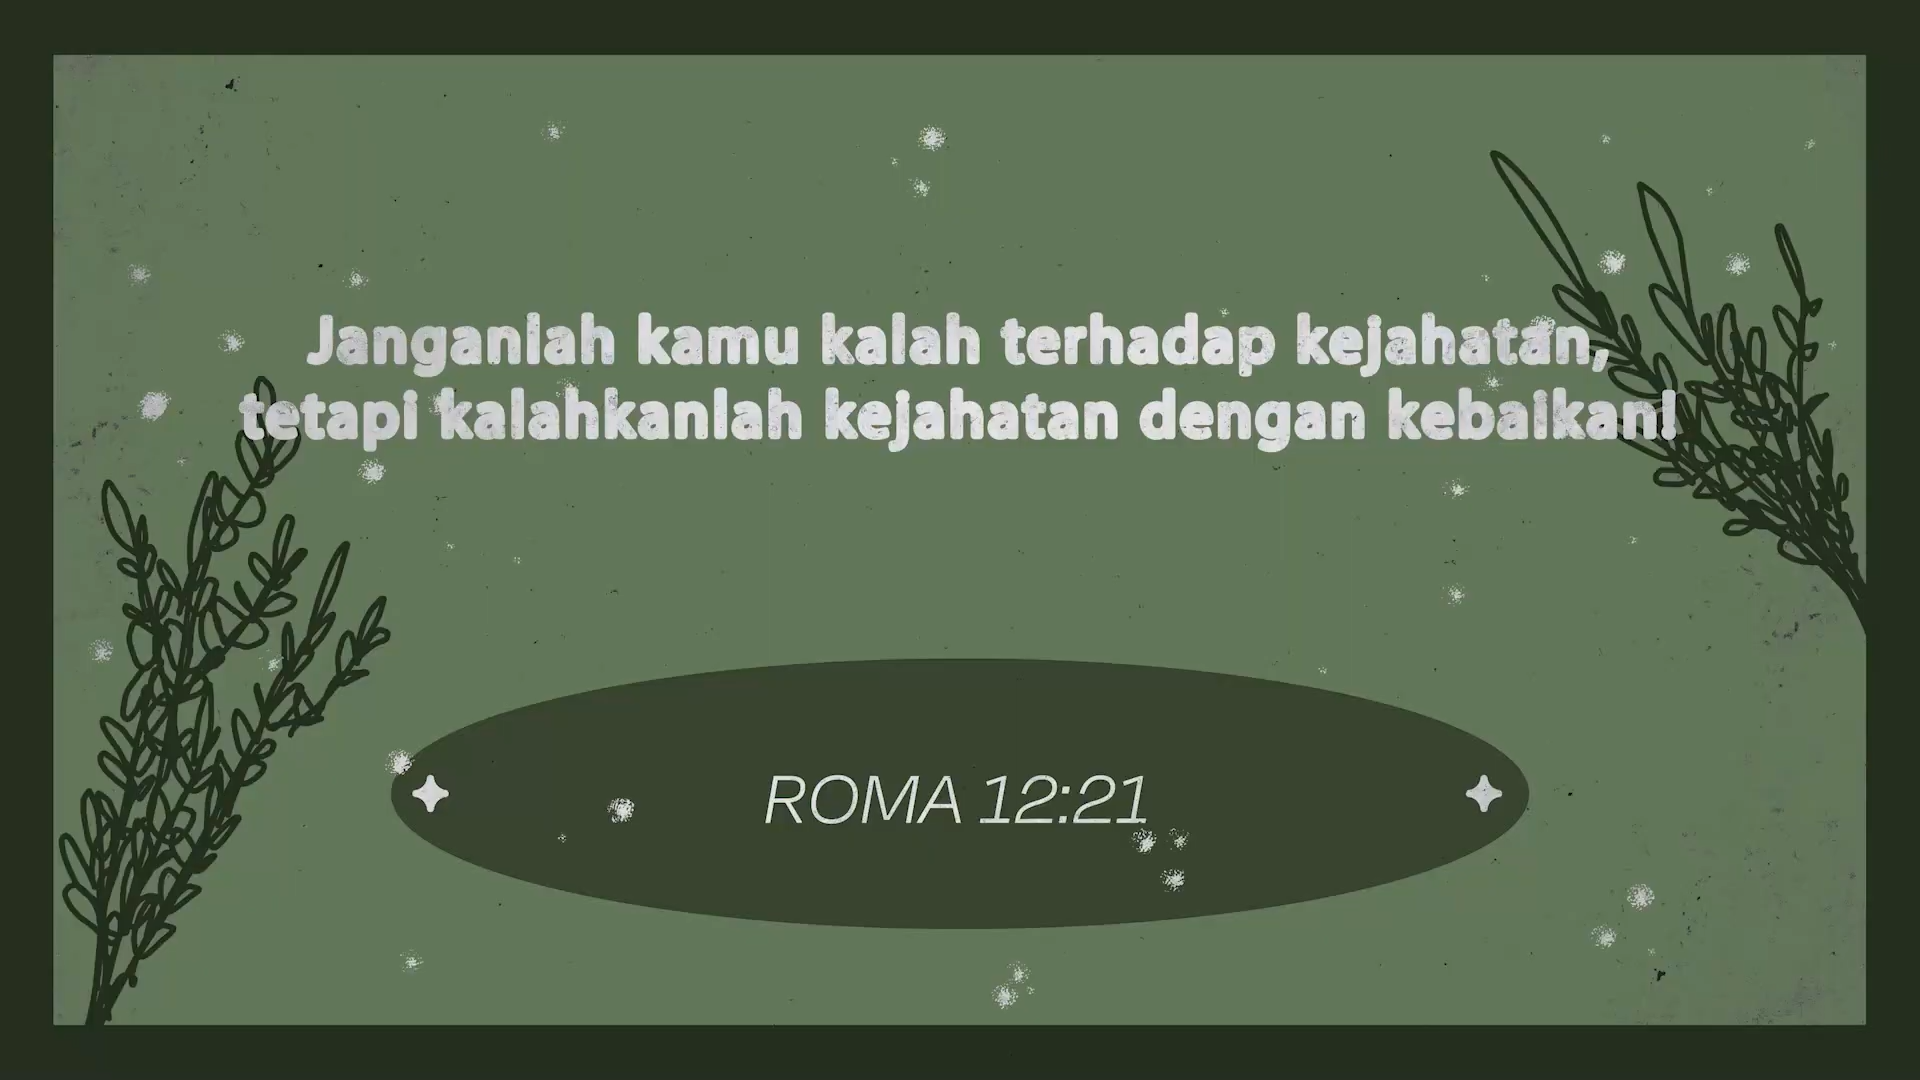 Janganlah kamu kalah terhadap kejahatan,
tetapi kalahkanlah kejahatan dengan kebaikan!
ROMA 12:21